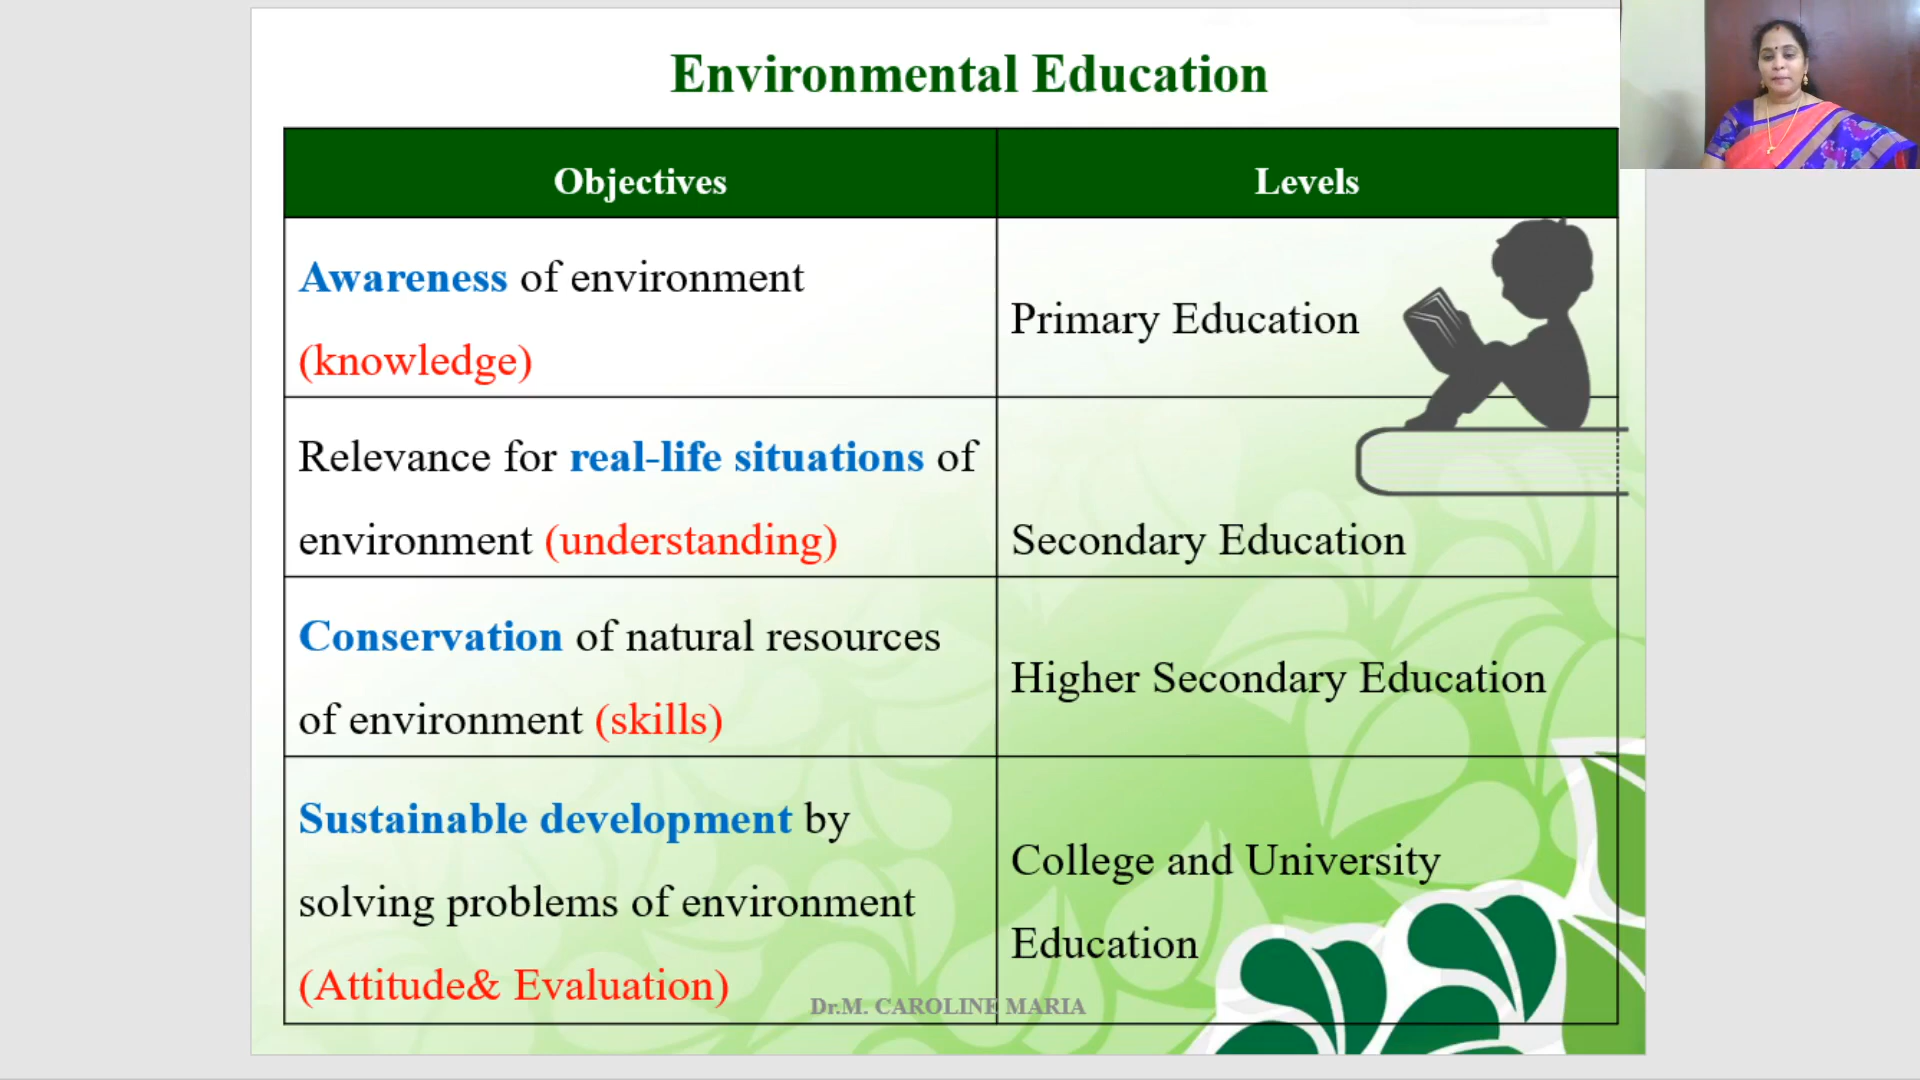 Environmental Education
Objectives
Levels
Awareness of environment
(knowledge)
Primary Education
Relevance for real-life situations of
environment (understanding)
Secondary Education
Conservation of natural resources
of environment (skills)
Higher Secondary Education
Sustainable development by
solving problems of environment
(Attitude& Evaluation)
College and University
Education
Dr.M. CAROLINE MARIA